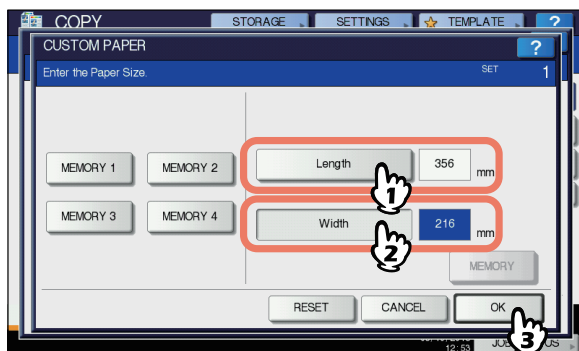 COPY STORAGE SETTINGS TEMPLATE ?
CUSTOM PAPER ?
Enter the Paper Size. SET 1
MEMORY 1 MEMORY 2 Length 356 mm
1
MEMORY 3 MEMORY 4 Width 216 mm
2
MEMORY
RESET CANCEL OK
3
12:53